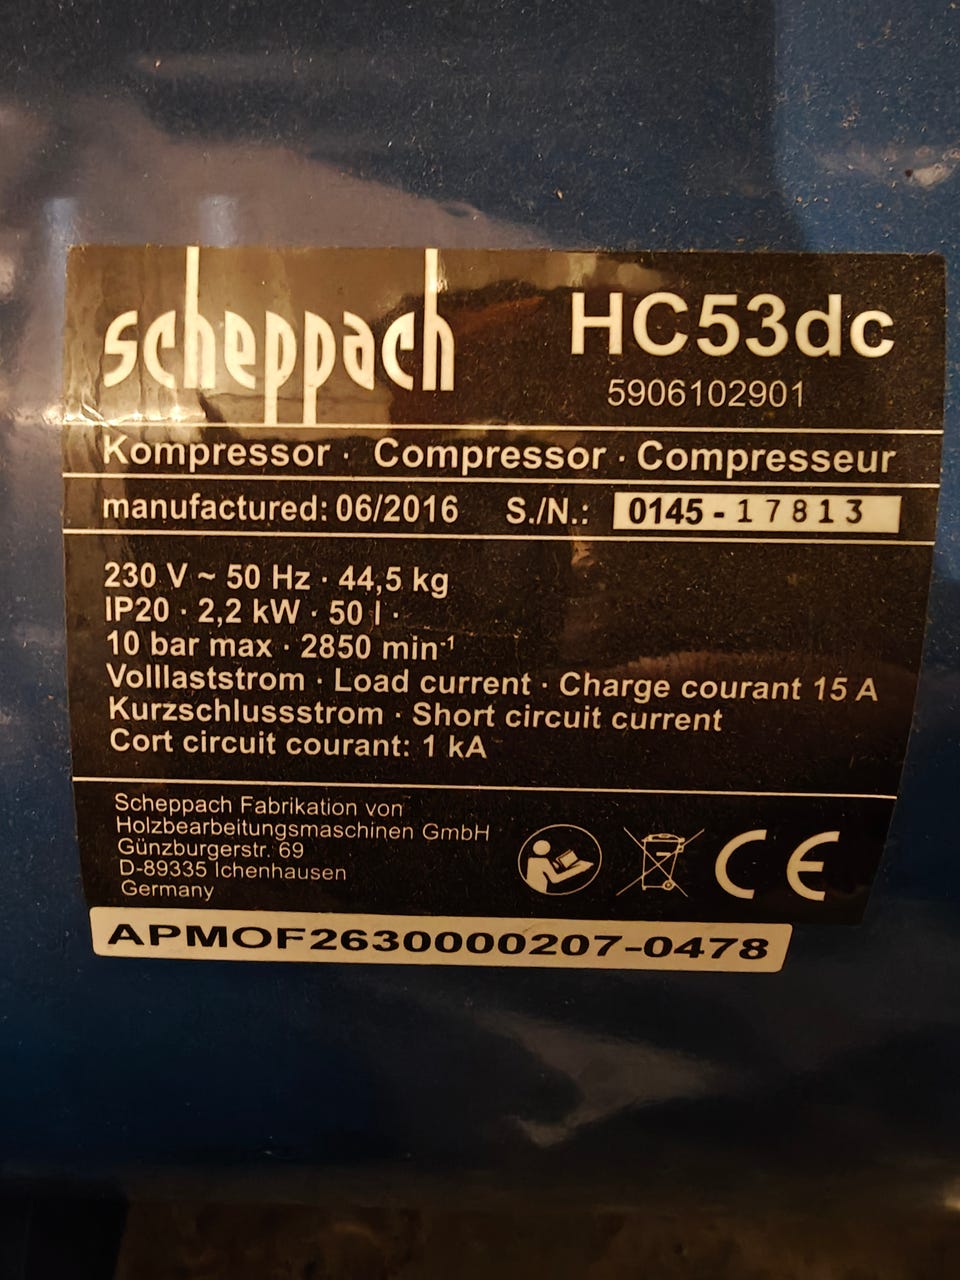 scheppach
HC53dc
5906102901
Kompressor · Compressor · Compresseur
manufactured: 06/2016 S./N.: 0145 - 17813
230 V ~ 50 Hz · 44,5 kg
IP20 · 2,2 kW · 50 l ·
10 bar max · 2850 min⁻¹
Volllaststrom · Load current · Charge courant 15 A
Kurzschlussstrom · Short circuit current
Cort circuit courant: 1 kA
Scheppach Fabrikation von
Holzbearbeitungsmaschinen GmbH
Günzburgerstr. 69
D-89335 Ichenhausen
Germany
CE
APMOF2630000207-0478